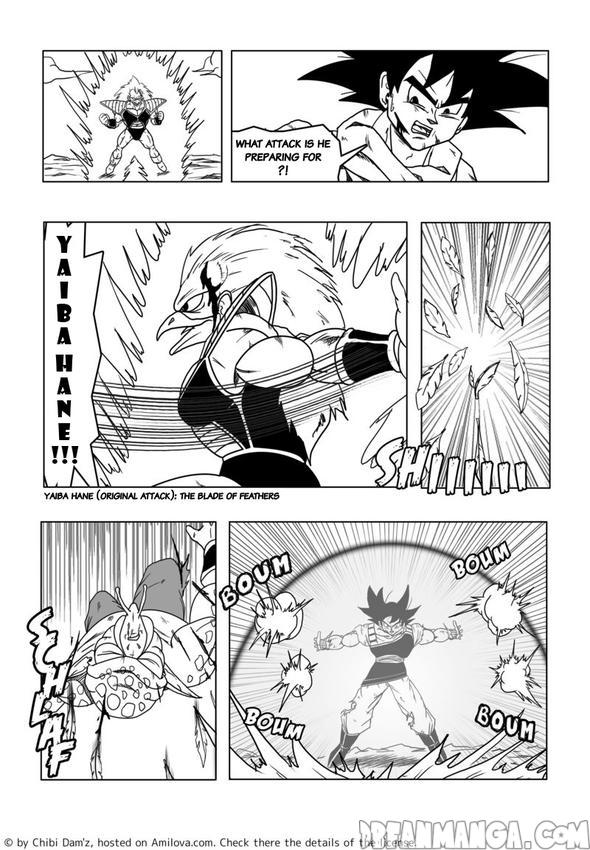 WHAT ATTACK IS HE
PREPARING FOR
?!
YAIBA HANE!!!
YAIBA HANE (ORIGINAL ATTACK): THE BLADE OF FEATHERS
SHIIIIII
SCHLAF
BOUM
BOUM
BOUM
BOUM
DREAMMANGA.COM
© by Chibi Dam'z, hosted on Amilova.com. Check there the details of the license.